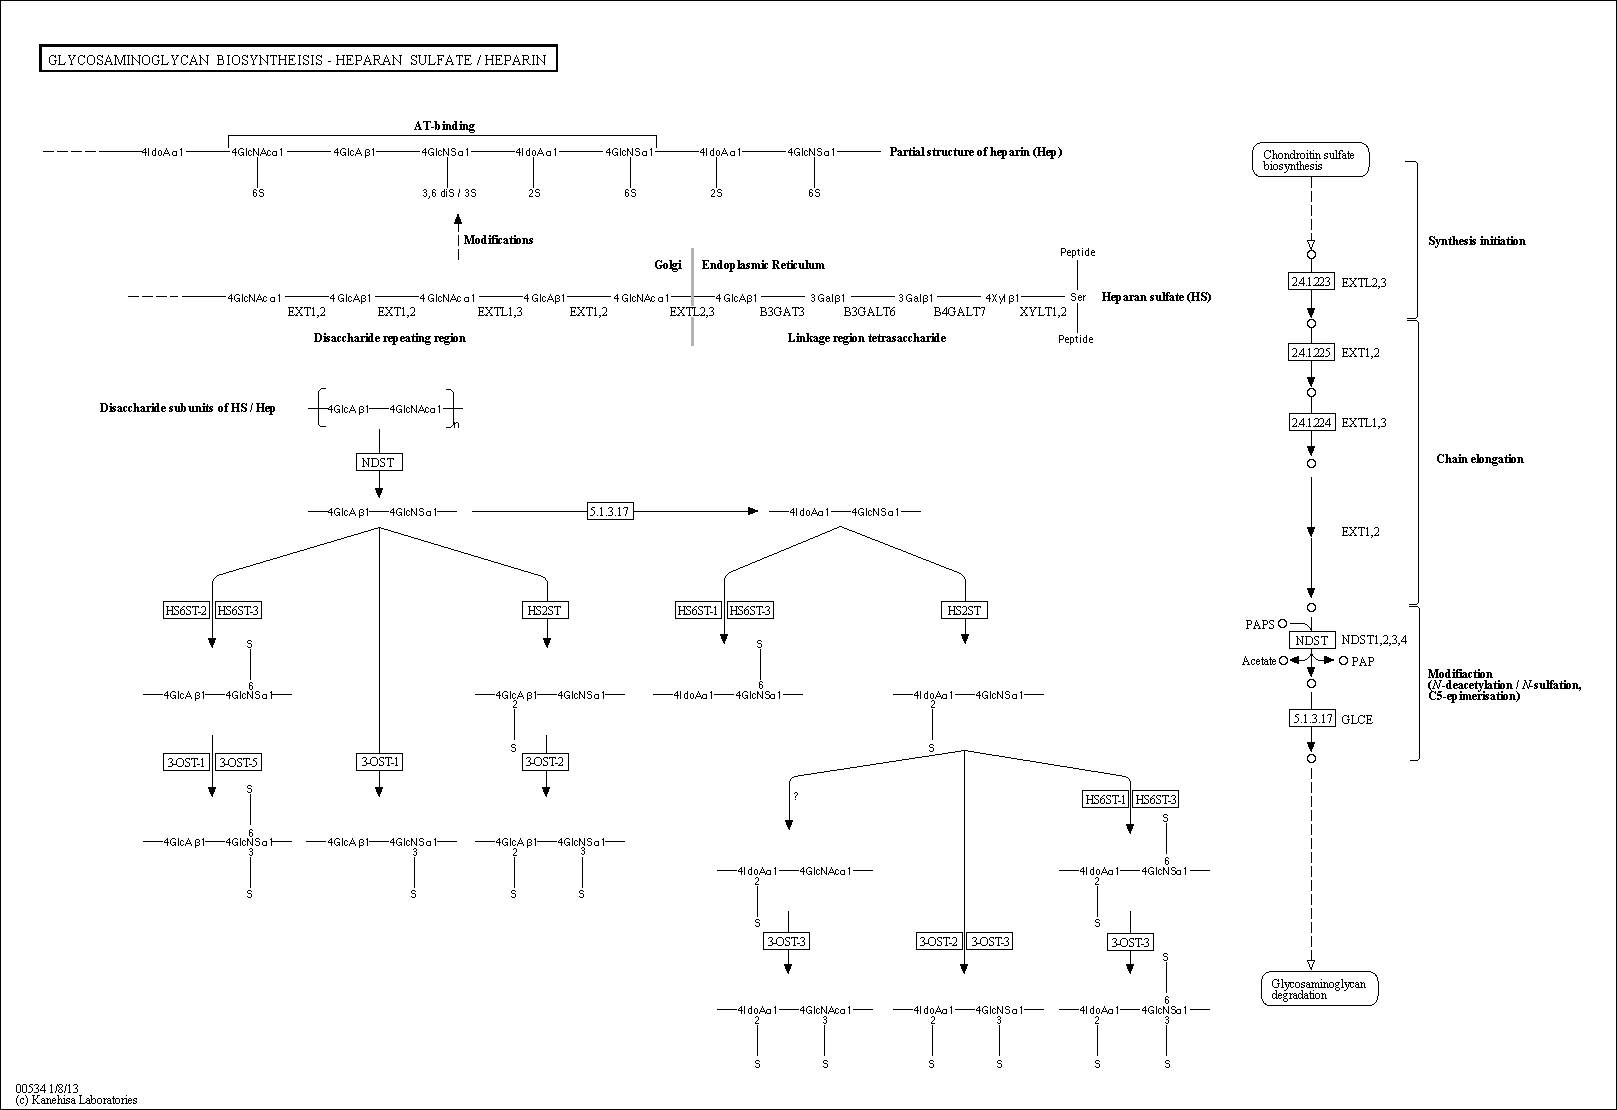 GLYCOSAMINOGLYCAN BIOSYNTHEISIS - HEPARAN SULFATE / HEPARIN
AT-binding
4IdoAα1 4GlcNAcα1 4GlcAβ1 4GlcNSα1 4IdoAα1 4GlcNSα1 4IdoAα1 4GlcNSα1 Partial structure of heparin (Hep)
6S 3,6 diS / 3S 2S 6S 2S 6S
Modifications
Golgi Endoplasmic Reticulum
Peptide
4GlcNAcα1 4GlcAβ1 4GlcNAcα1 4GlcAβ1 4GlcNAcα1 4GlcAβ1 3Galβ1 3Galβ1 4Xylβ1 Ser Heparan sulfate (HS)
EXT1,2 EXT1,2 EXTL1,3 EXT1,2 EXTL2,3 B3GAT3 B3GALT6 B4GALT7 XYLT1,2
Disaccharide repeating region Linkage region tetrasaccharide
Peptide
Disaccharide subunits of HS / Hep 4GlcAβ1 4GlcNAcα1 n
NDST
4GlcAβ1 4GlcNSα1 5.1.3.17 4IdoAα1 4GlcNSα1
HS6ST-2 HS6ST-3 HS2ST HS6ST-1 HS6ST-3 HS2ST
S S
6 6
4GlcAβ1 4GlcNSα1 4GlcAβ1 4GlcNSα1 4IdoAα1 4GlcNSα1 4IdoAα1 4GlcNSα1
2 2
S S
3-OST-1 3-OST-5 3-OST-1 3-OST-2
S
? HS6ST-1 HS6ST-3
S
6
4GlcAβ1 4GlcNSα1 4GlcAβ1 4GlcNSα1 4GlcAβ1 4GlcNSα1
3 3 2 3
S S S S
6
4IdoAα1 4GlcNAcα1 4IdoAα1 4GlcNSα1
2 2
S S
3-OST-3 3-OST-2 3-OST-3 3-OST-3
S
6
4IdoAα1 4GlcNAcα1 4IdoAα1 4GlcNSα1 4IdoAα1 4GlcNSα1
2 3 2 3 2 3
S S S S S S
Chondroitin sulfate
biosynthesis
Synthesis initiation
2.4.1.223 EXTL2,3
2.4.1.225 EXT1,2
2.4.1.224 EXTL1,3
Chain elongation
EXT1,2
PAPS
NDST NDST1,2,3,4
Acetate PAP
Modifiaction
(N-deacetylation / N-sulfation,
C5-epimerisation)
5.1.3.17 GLCE
Glycosaminoglycan
degradation
00534 1/8/13
(c) Kanehisa Laboratories